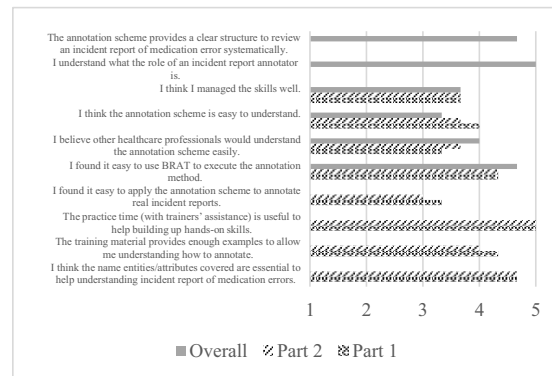 The annotation scheme provides a clear structure to review
an incident report of medication error systematically.
I understand what the role of an incident report annotator
is.
I think I managed the skills well.
I think the annotation scheme is easy to understand.
I believe other healthcare professionals would understand
the annotation scheme easily.
I found it easy to use BRAT to execute the annotation
method.
I found it easy to apply the annotation scheme to annotate
real incident reports.
The practice time (with trainers' assistance) is useful to
help building up hands-on skills.
The training material provides enough examples to allow
me understanding how to annotate.
I think the name entities/attributes covered are essential to
help understanding incident report of medication errors.
1 2 3 4 5
Overall Part 2 Part 1